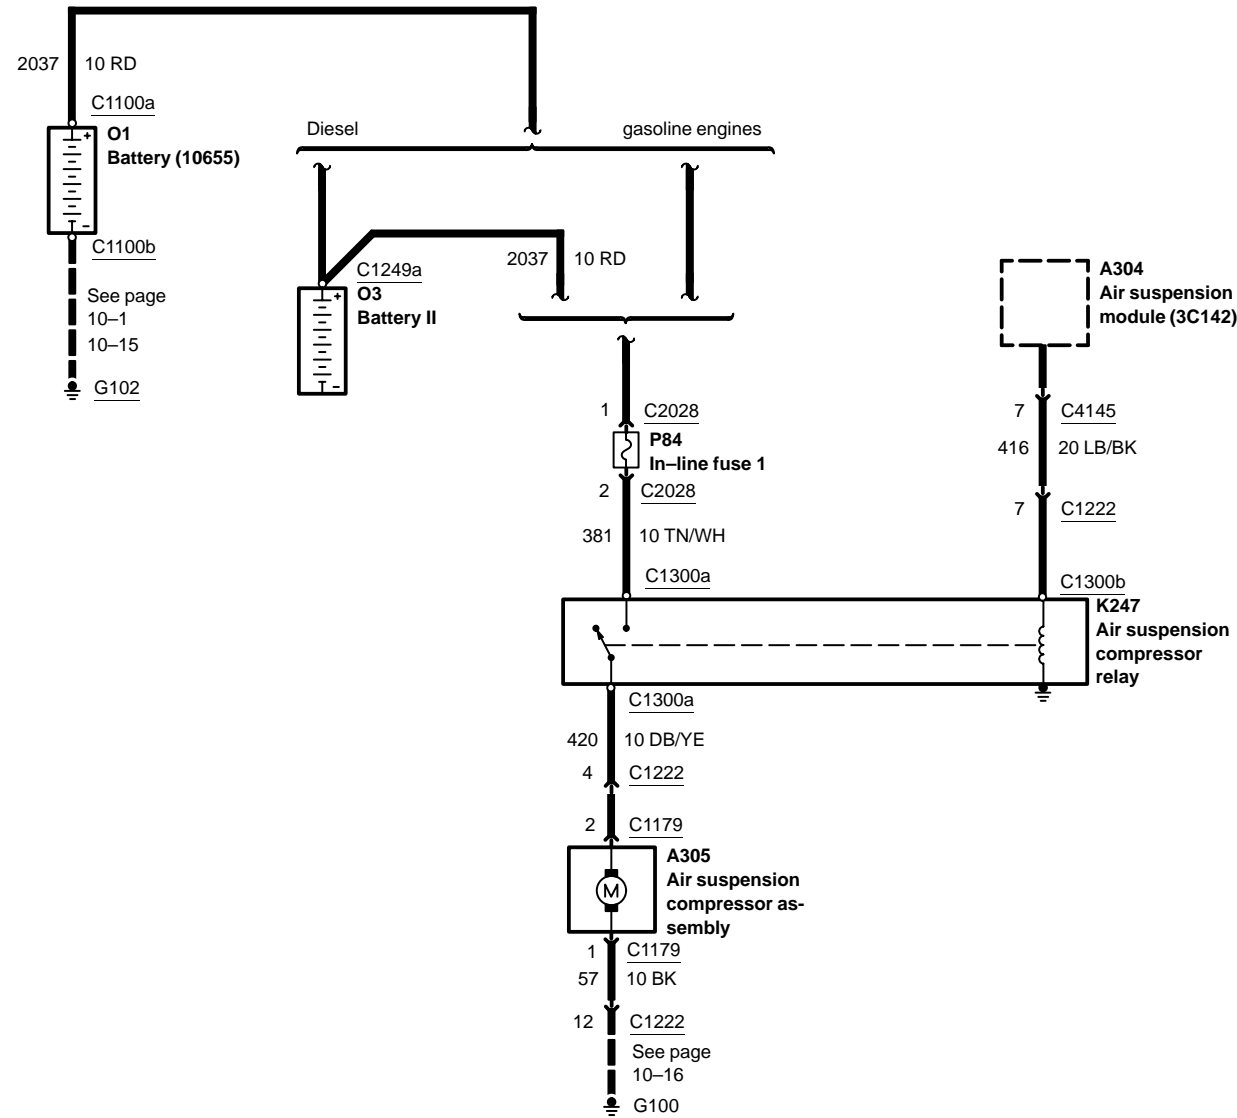 2037 10 RD
C1100a
O1
Battery (10655)
Diesel
gasoline engines
+
–
C1100b
See page
10–1
10–15
G102
C1249a
O3
Battery II
+
–
2037 10 RD
A304
Air suspension
module (3C142)
1 C2028
P84
In–line fuse 1
2 C2028
381 10 TN/WH
C1300a
7 C4145
416 20 LB/BK
7 C1222
C1300b
K247
Air suspension
compressor
relay
C1300a
420 10 DB/YE
4 C1222
2 C1179
A305
Air suspension
compressor as-
sembly
M
1 C1179
57 10 BK
12 C1222
See page
10–16
G100